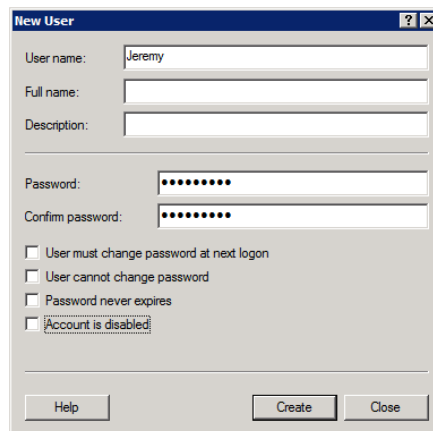 New User
User name: Jeremy
Full name:
Description:
Password: •••••••••
Confirm password: •••••••••
User must change password at next logon
User cannot change password
Password never expires
Account is disabled
Help Create Close